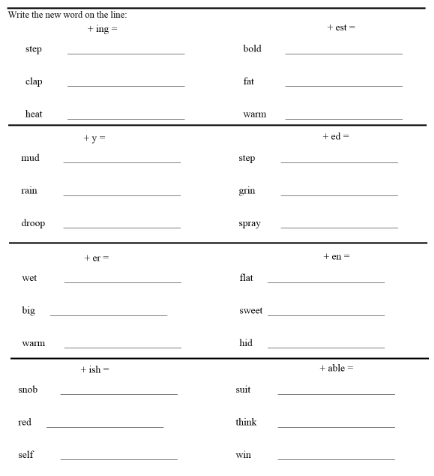 Write the new word on the line:
+ ing = + est =
step bold
clap fat
heat warm
+ y = + ed =
mud step
rain grin
droop spray
+ er = + en =
wet flat
big sweet
warm hid
+ ish = + able =
snob suit
red think
self win